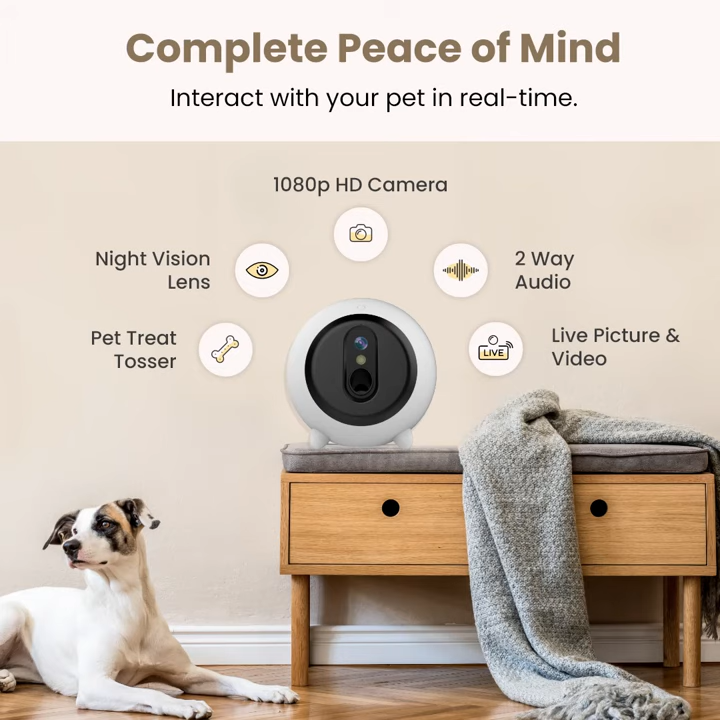 Complete Peace of Mind
Interact with your pet in real-time.
1080p HD Camera
Night Vision
Lens
2 Way
Audio
Pet Treat
Tosser
Live Picture &
Video
LIVE